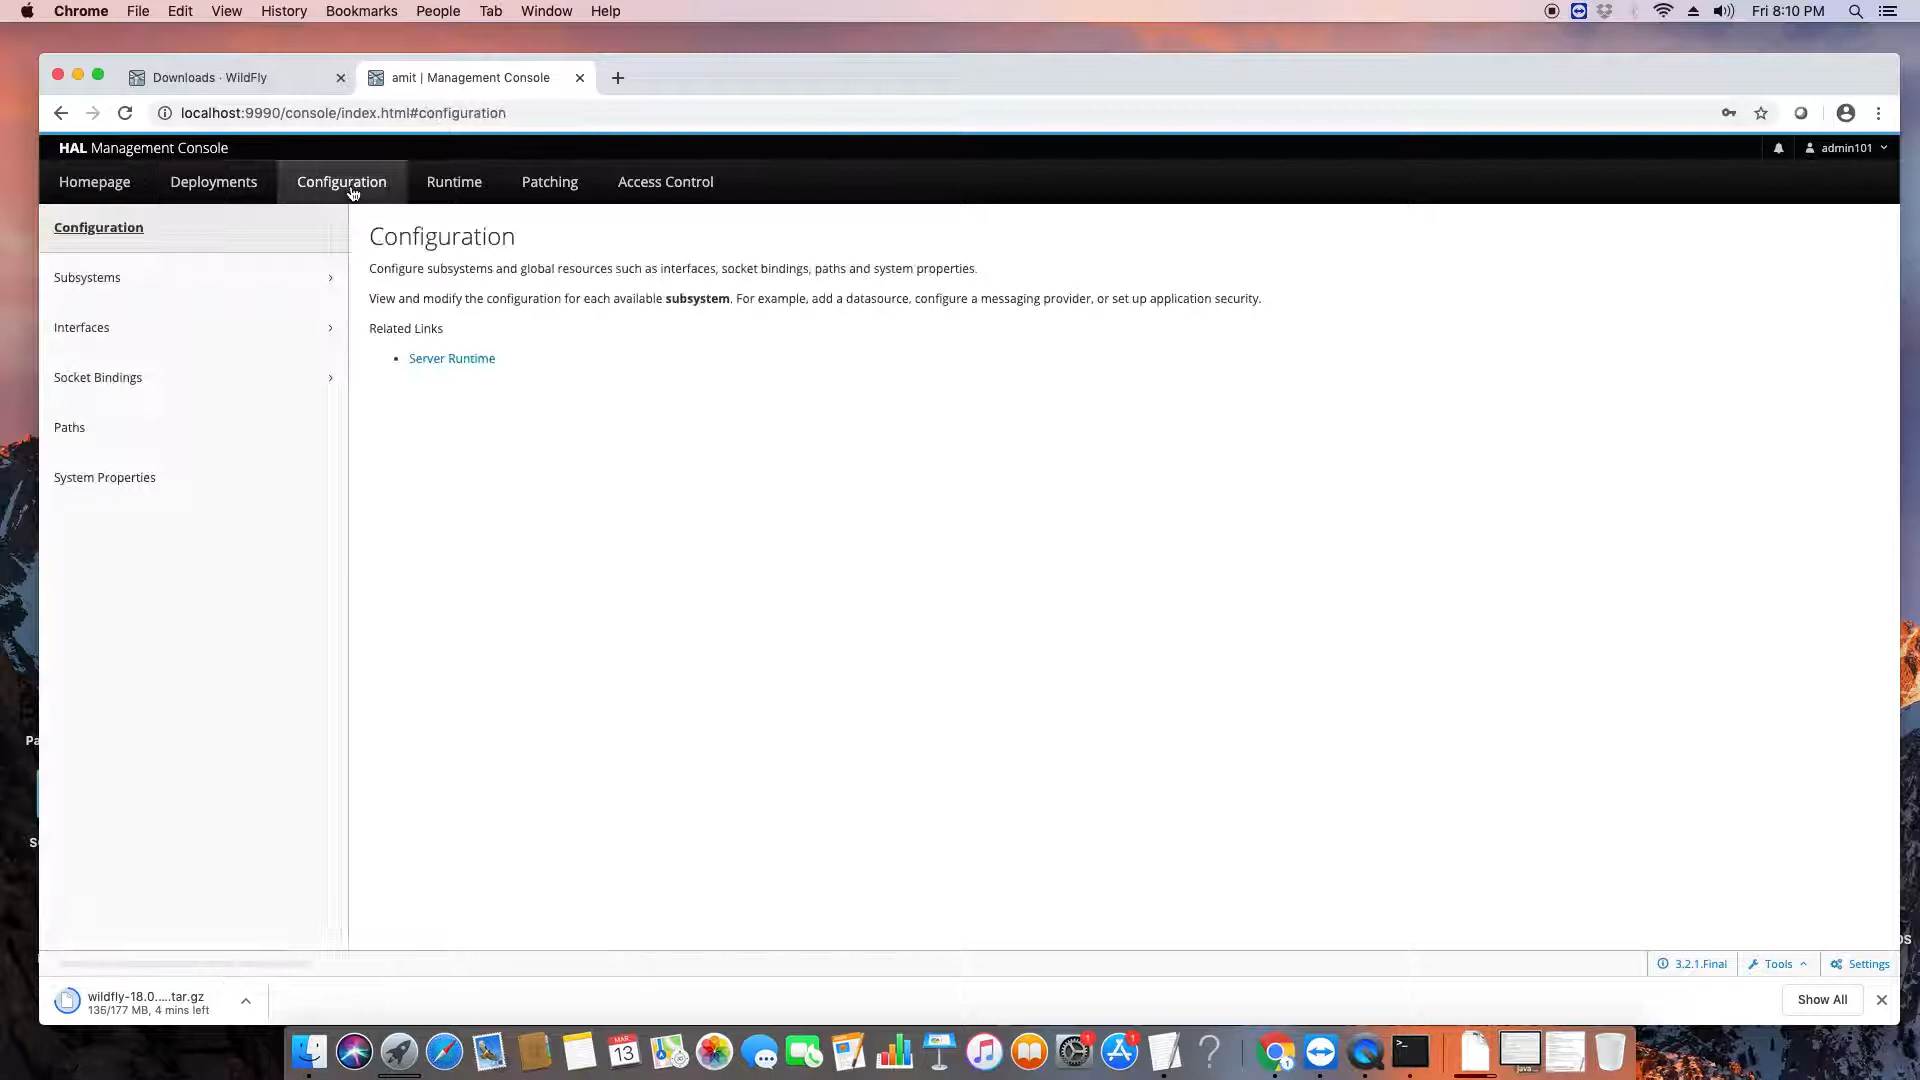 Chrome File Edit View History Bookmarks People Tab Window Help Fri 8:10 PM
Downloads · WildFly amit | Management Console
localhost:9990/console/index.html#configuration
HAL Management Console admin101
Homepage Deployments Configuration Runtime Patching Access Control
Configuration
Subsystems
Interfaces
Socket Bindings
Paths
System Properties
Configuration
Configure subsystems and global resources such as interfaces, socket bindings, paths and system properties.
View and modify the configuration for each available subsystem. For example, add a datasource, configure a messaging provider, or set up application security.
Related Links
• Server Runtime
3.2.1.Final Tools Settings
wildfly-18.0.....tar.gz
135/177 MB, 4 mins left
Show All
MAR
13
1
1
1